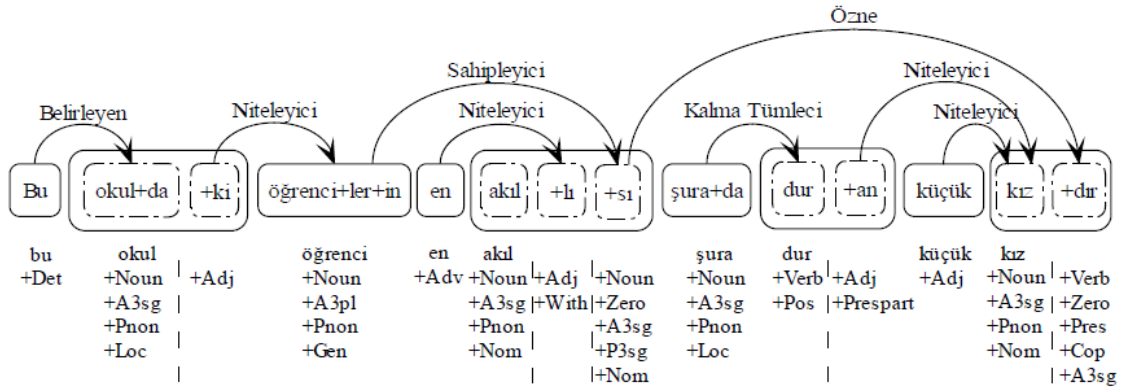 Özne
Sahipleyici Niteleyici
Belirleyen Niteleyici Niteleyici Kalma Tümleci Niteleyici
Bu okul+da +ki öğrenci+ler+in en akıl +lı +sı şura+da dur +an küçük kız +dır
bu okul öğrenci en akıl şura dur küçük kız
+Det +Noun +Adj +Noun +Adv +Noun +Adj +Noun +Noun +Verb +Adj +Adj +Noun +Verb
+A3sg +A3pl +A3sg +With +Zero +A3sg +Pos +Prespart +A3sg +Zero
+Pnon +Pnon +Pnon +A3sg +Pnon +Pnon +Pres
+Loc +Gen +Nom +P3sg +Loc +Nom +Cop
+Nom +A3sg